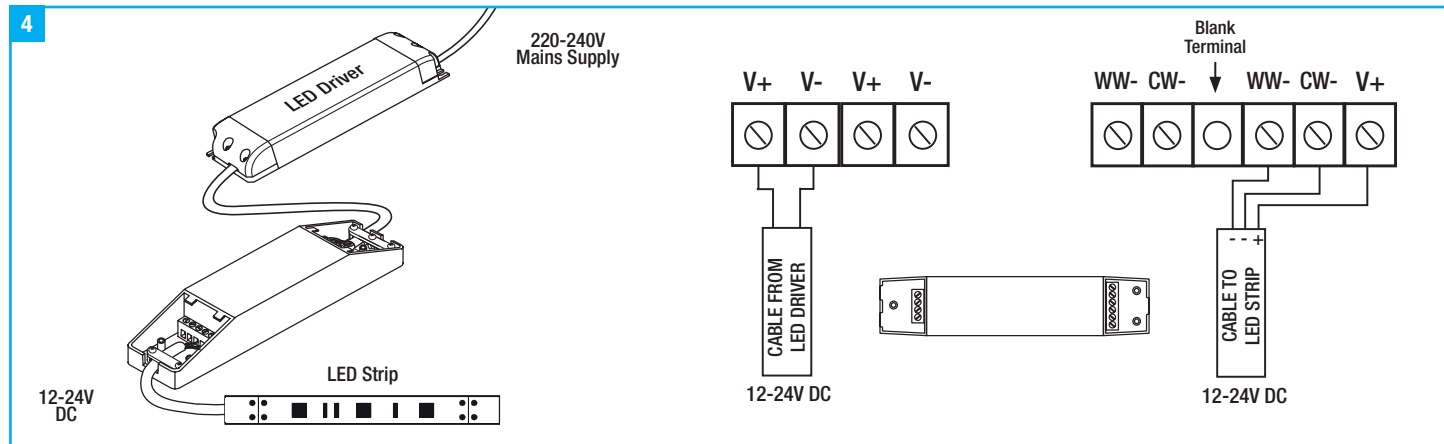 4
LED Driver
220-240V
Mains Supply
12-24V
DC
LED Strip
V+ V- V+ V-
CABLE FROM
LED DRIVER
12-24V DC
Blank
Terminal
WW- CW- WW- CW- V+
- - +
CABLE TO
LED STRIP
12-24V DC